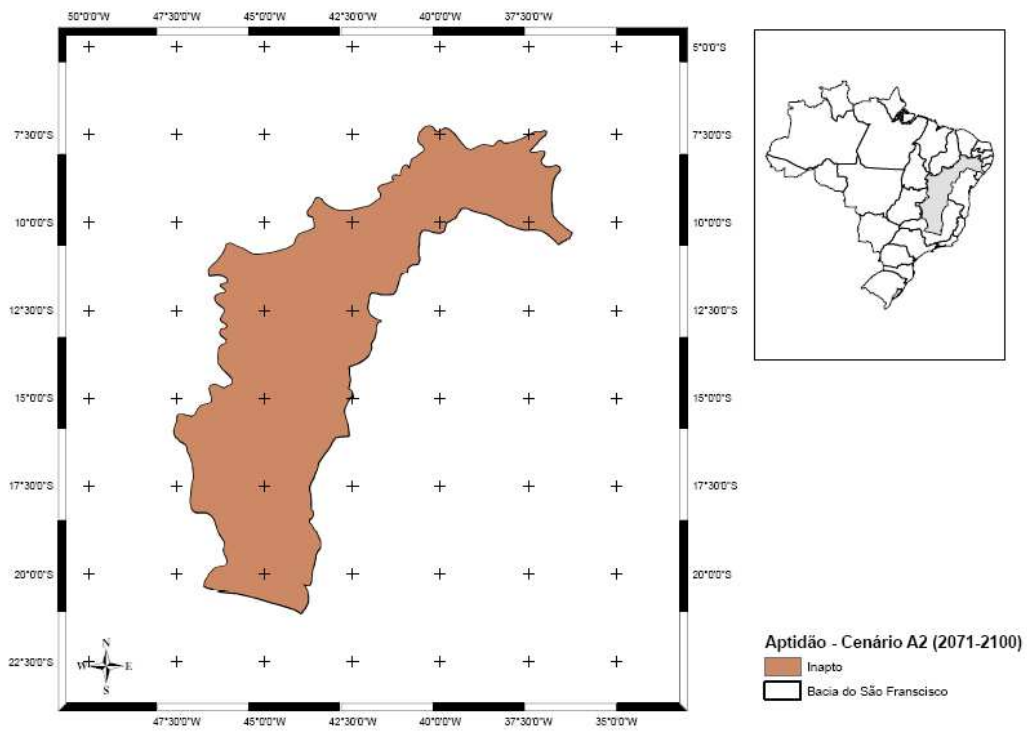 50°0'0"W 47°30'0"W 45°0'0"W 42°30'0"W 40°0'0"W 37°30'0"W
5°0'0"S
7°30'0"S 7°30'0"S
10°0'0"S 10°0'0"S
12°30'0"S 12°30'0"S
15°0'0"S 15°0'0"S
17°30'0"S 17°30'0"S
20°0'0"S 20°0'0"S
22°30'0"S
N
W E
S
47°30'0"W 45°0'0"W 42°30'0"W 40°0'0"W 37°30'0"W 35°0'0"W
Aptidão - Cenário A2 (2071-2100)
Inapto
Bacia do São Franscisco